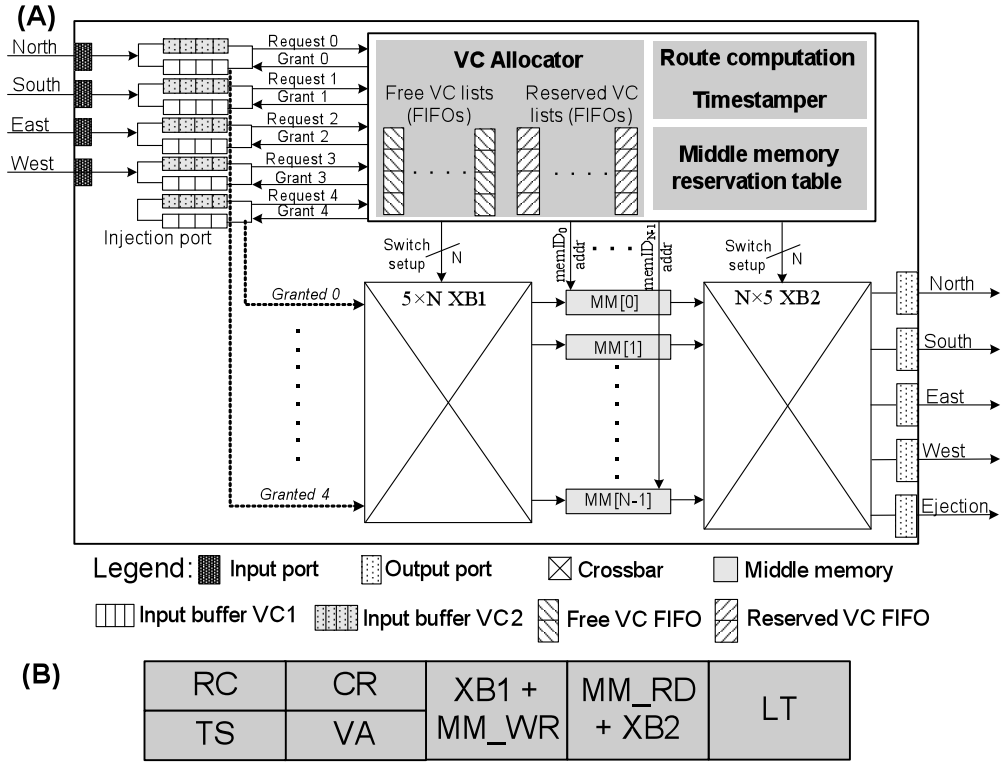 (A)
North
South
East
West
Injection port
Request 0
Grant 0
Request 1
Grant 1
Request 2
Grant 2
Request 3
Grant 3
Request 4
Grant 4
VC Allocator
Free VC lists
(FIFOs)
Reserved VC
lists (FIFOs)
Route computation
Timestamper
Middle memory
reservation table
Switch
setup
N
memID0
addr
memIDN-1
addr
Switch
setup
N
Granted 0
Granted 4
5×N XB1
MM[0]
MM[1]
MM[N-1]
N×5 XB2
North
South
East
West
Ejection
Legend:
Input port
Output port
Crossbar
Middle memory
Input buffer VC1
Input buffer VC2
Free VC FIFO
Reserved VC FIFO
(B)
RC
TS
CR
VA
XB1 +
MM_WR
MM_RD
+ XB2
LT